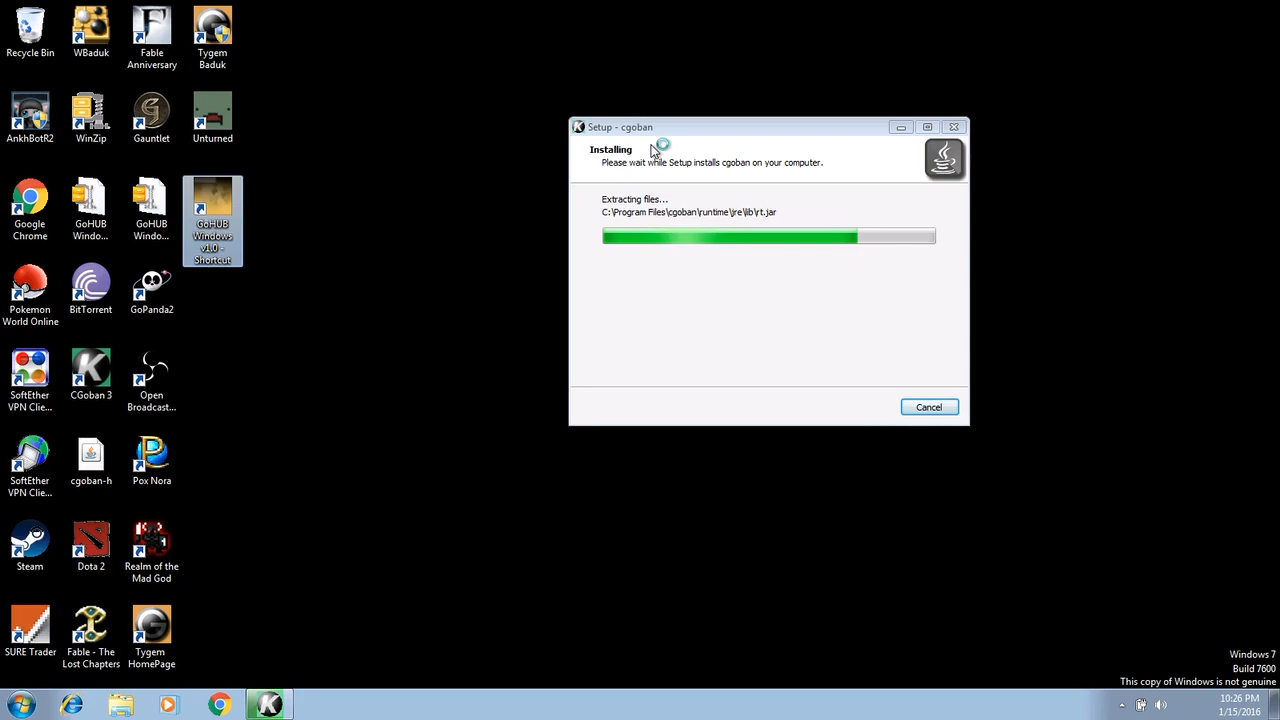 Recycle Bin
WBaduk
Fable
Anniversary
Tygem
Baduk
AnkhBotR2
WinZip
Gauntlet
Unturned
Google
Chrome
GoHUB
Windo...
GoHUB
Windo...
GoHUB
Windows
v1.0 -
Shortcut
Pokemon
World Online
BitTorrent
GoPanda2
SoftEther
VPN Clie...
CGoban 3
Open
Broadcast...
SoftEther
VPN Clie...
cgoban-h
Pox Nora
Steam
Dota 2
Realm of the
Mad God
SURE Trader
Fable - The
Lost Chapters
Tygem
HomePage
Setup - cgoban
Installing
Please wait while Setup installs cgoban on your computer.
Extracting files...
C:\Program Files\cgoban\runtime\jre\lib\rt.jar
Cancel
Windows 7
Build 7600
This copy of Windows is not genuine
10:26 PM
1/15/2016